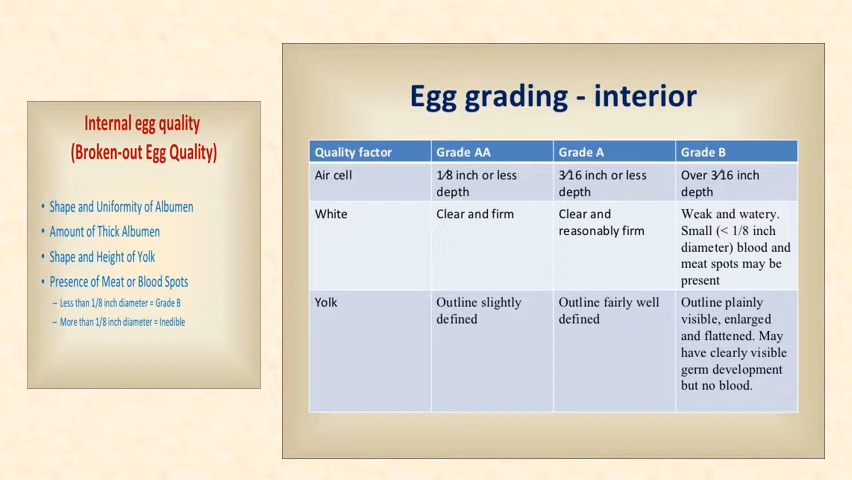 Internal egg quality
(Broken-out Egg Quality)
• Shape and Uniformity of Albumen
• Amount of Thick Albumen
• Shape and Height of Yolk
• Presence of Meat or Blood Spots
– Less than 1/8 inch diameter = Grade B
– More than 1/8 inch diameter = Inedible
Egg grading - interior
Quality factor Grade AA Grade A Grade B
Air cell 1⁄8 inch or less 3⁄16 inch or less Over 3⁄16 inch
depth depth depth
White Clear and firm Clear and Weak and watery.
reasonably firm Small (< 1/8 inch
diameter) blood and
meat spots may be
present
Yolk Outline slightly Outline fairly well Outline plainly
defined defined visible, enlarged
and flattened. May
have clearly visible
germ development
but no blood.